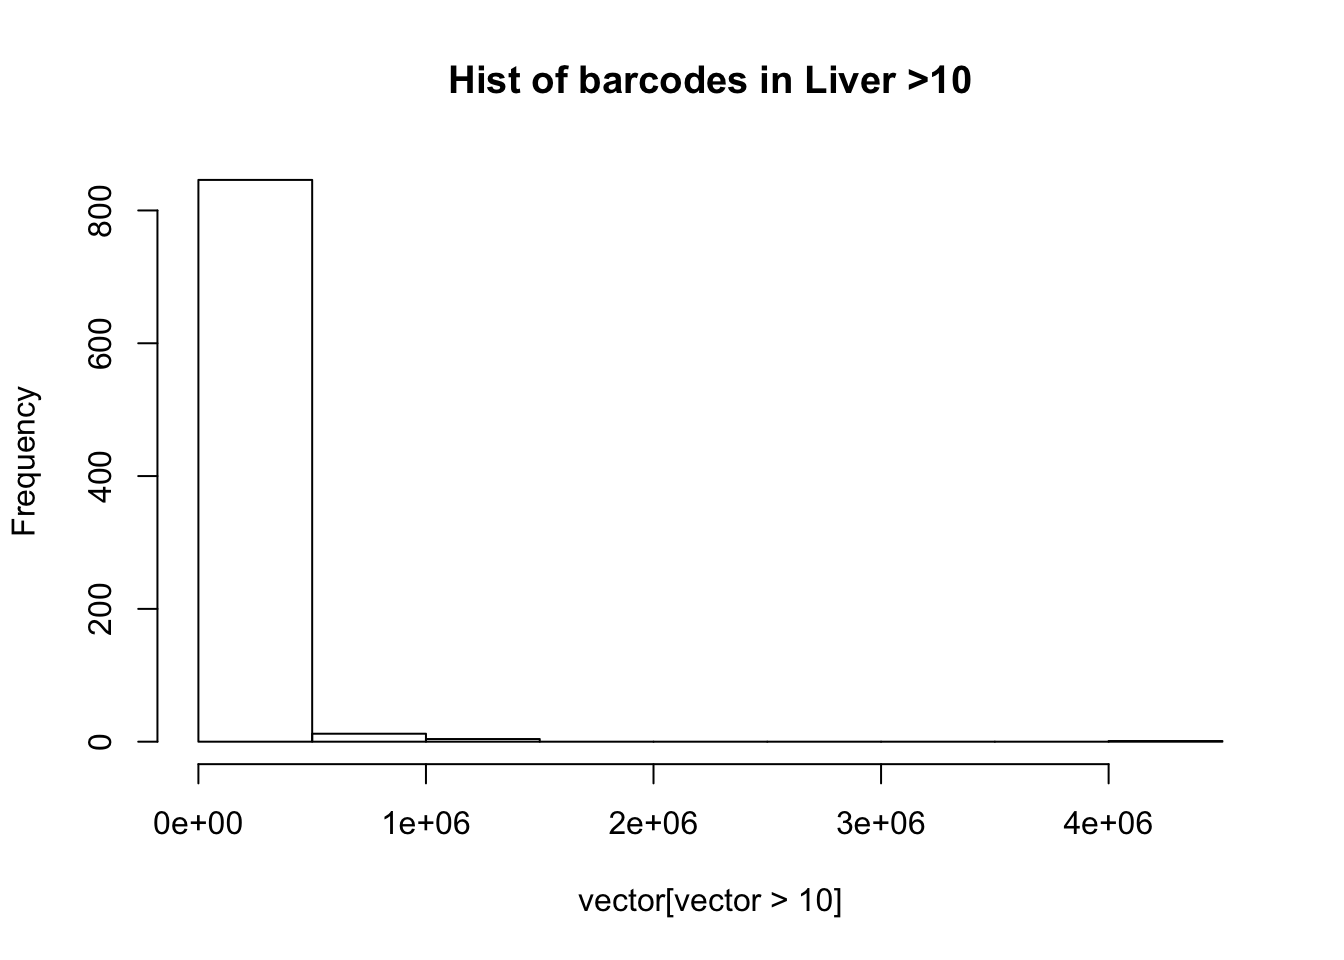 Hist of barcodes in Liver >10
Frequency
800
600
400
200
0
0e+00 1e+06 2e+06 3e+06 4e+06
vector[vector > 10]